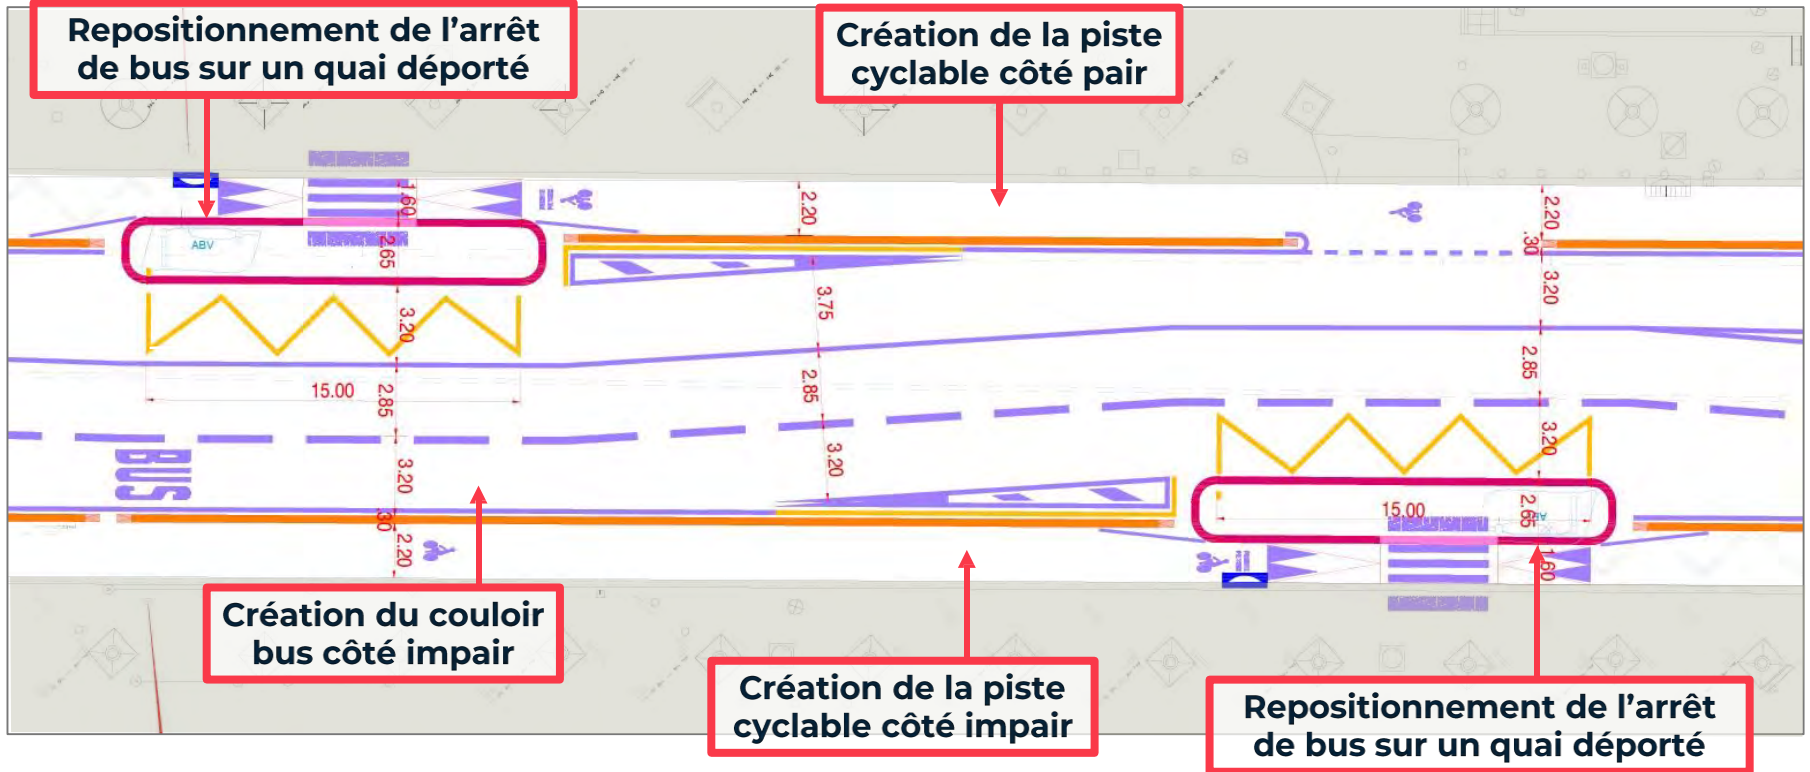 Repositionnement de l’arrêt
de bus sur un quai déporté
Création de la piste
cyclable côté pair
ABV
1.60
2.65
3.20
15.00
2.85
3.20
.30
2.20
BUS
2.20
3.75
2.85
3.20
2.20
.30
3.20
2.85
3.20
15.00
2.65
1.60
Création du couloir
bus côté impair
Création de la piste
cyclable côté impair
Repositionnement de l’arrêt
de bus sur un quai déporté